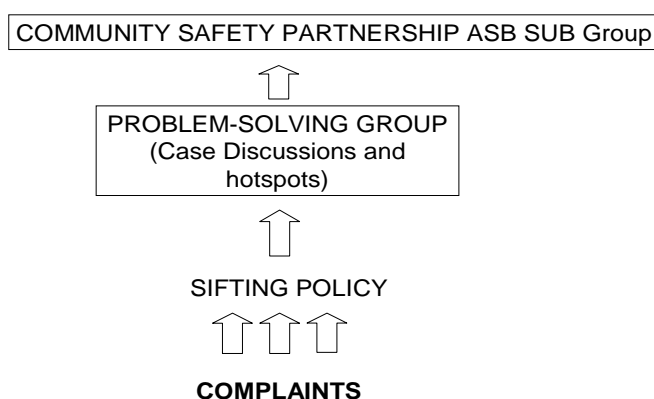 COMMUNITY SAFETY PARTNERSHIP ASB SUB Group
PROBLEM-SOLVING GROUP
(Case Discussions and
hotspots)
SIFTING POLICY
COMPLAINTS